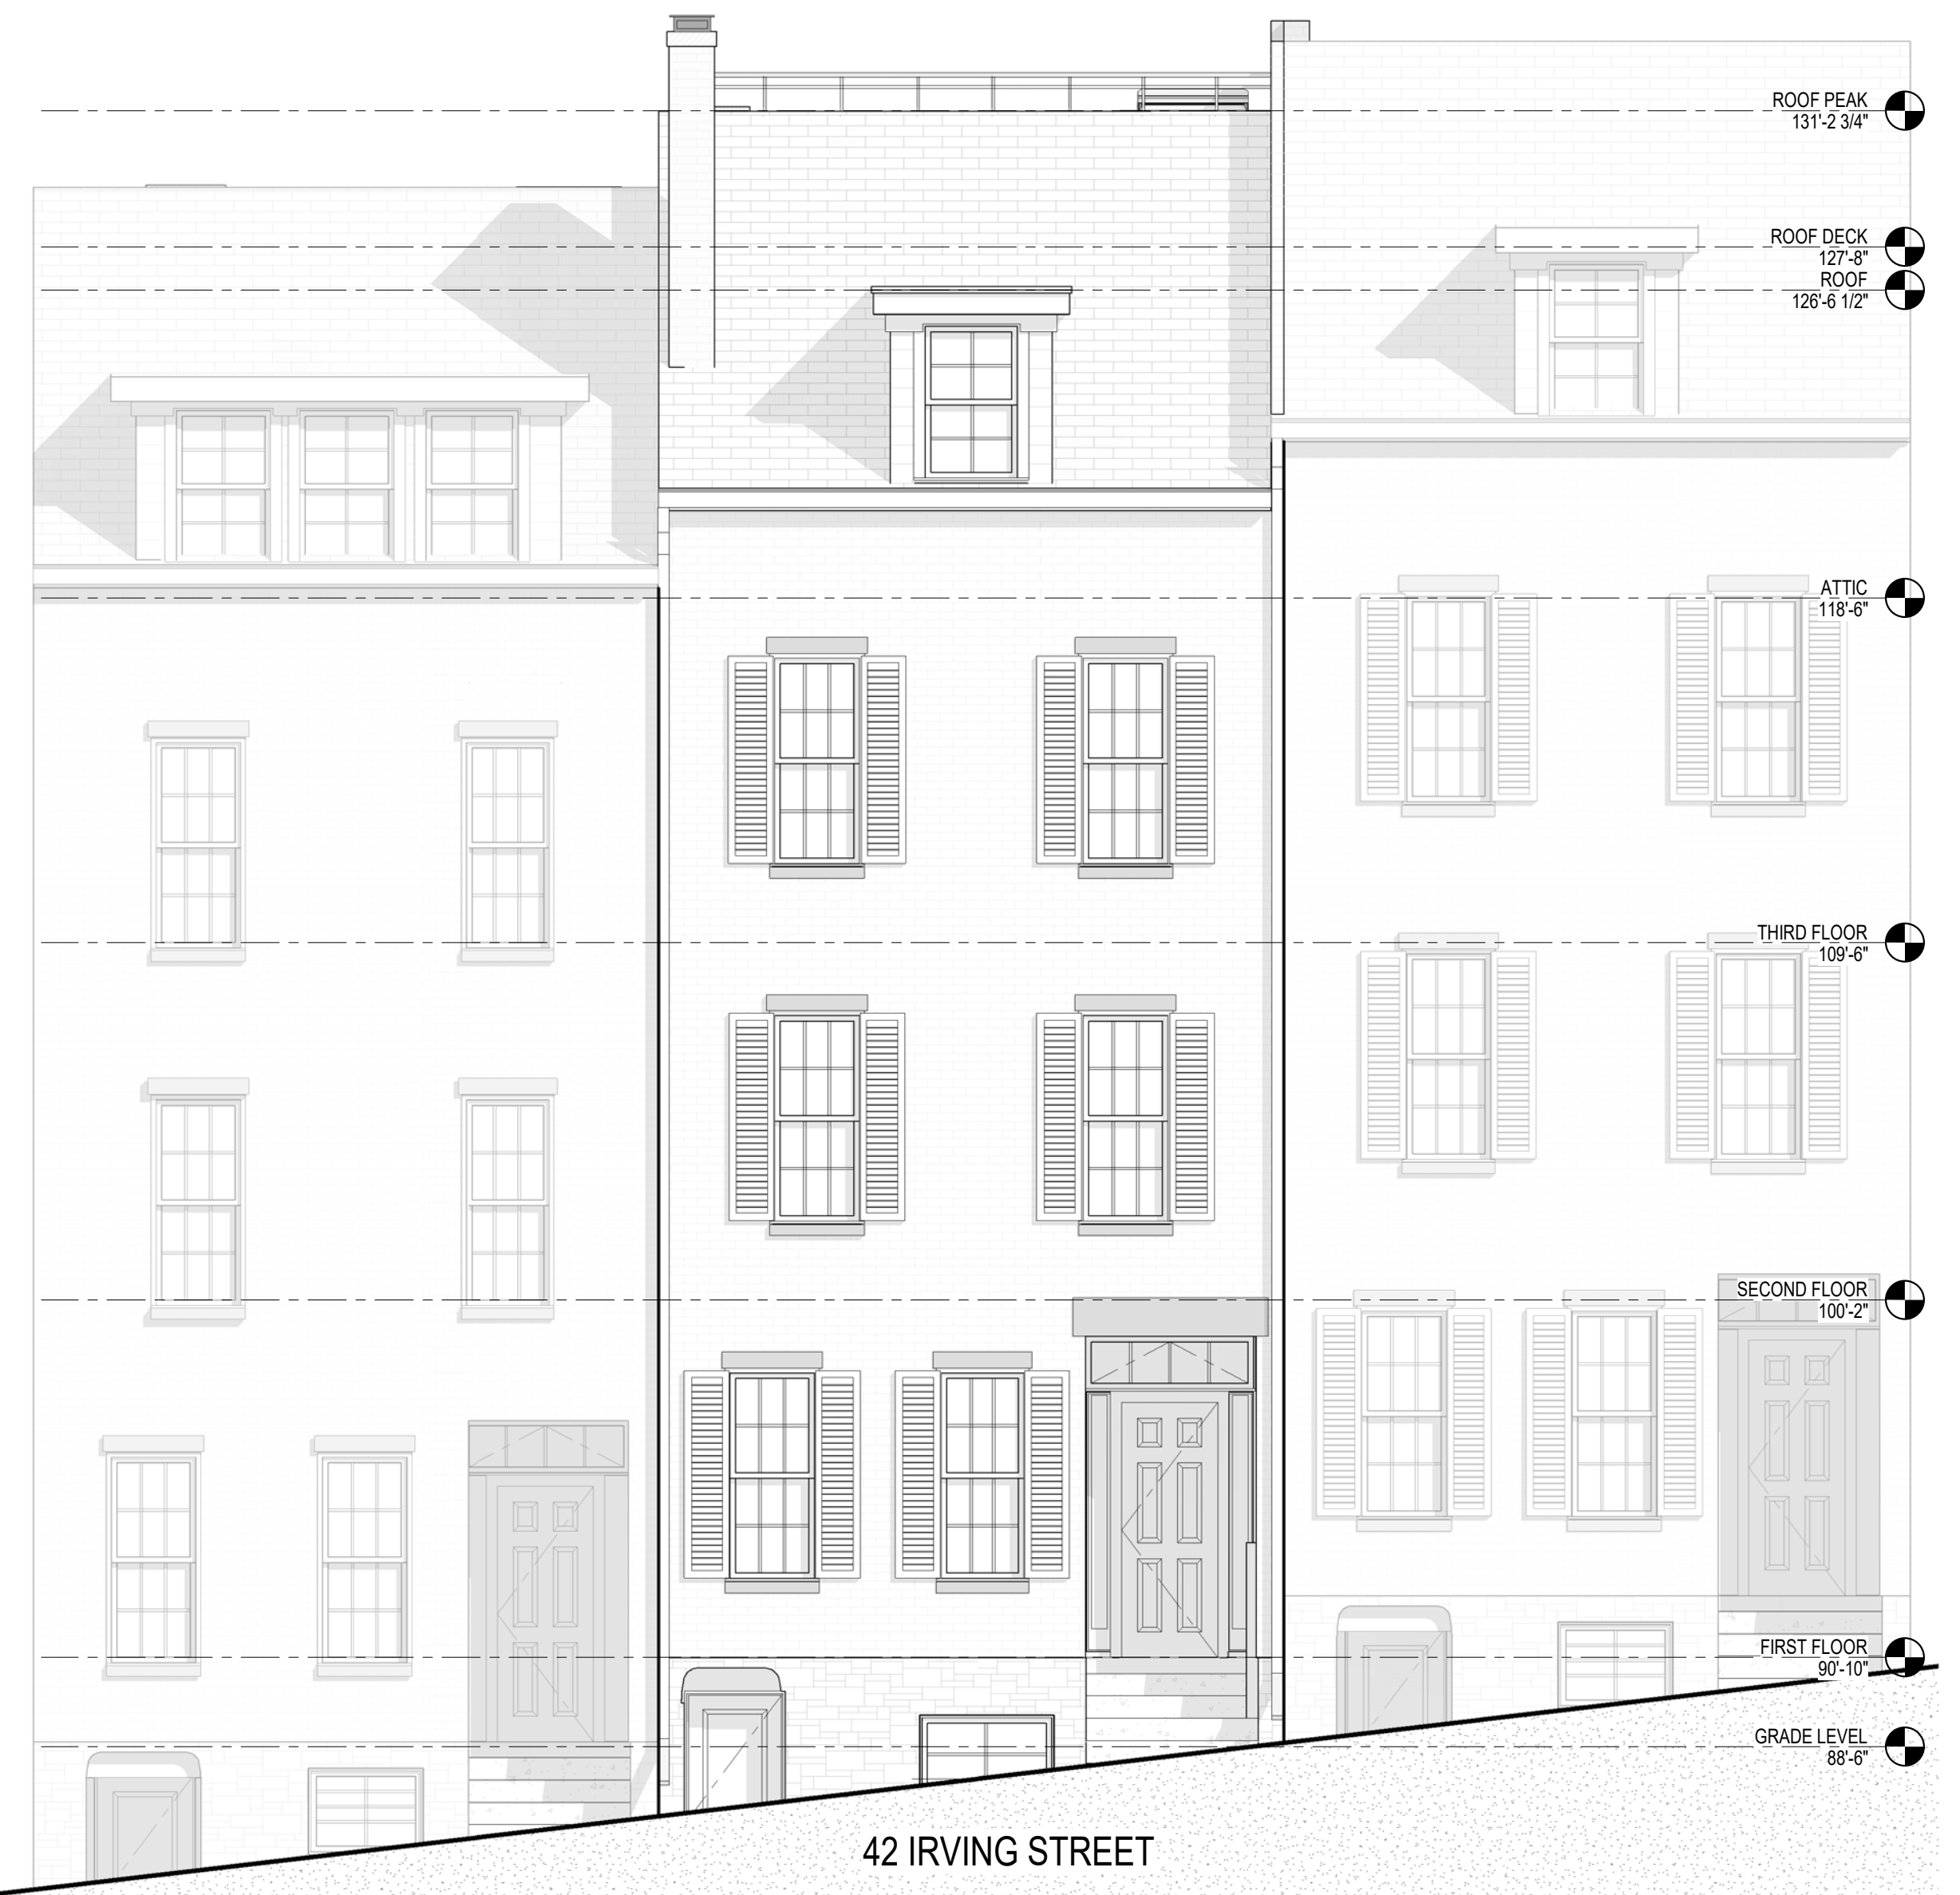 ROOF PEAK
131'-2 3/4"
ROOF DECK
127'-8"
ROOF
126'-6 1/2"
ATTIC
118'-6"
THIRD FLOOR
109'-6"
SECOND FLOOR
100'-2"
FIRST FLOOR
90'-10"
GRADE LEVEL
88'-6"
42 IRVING STREET